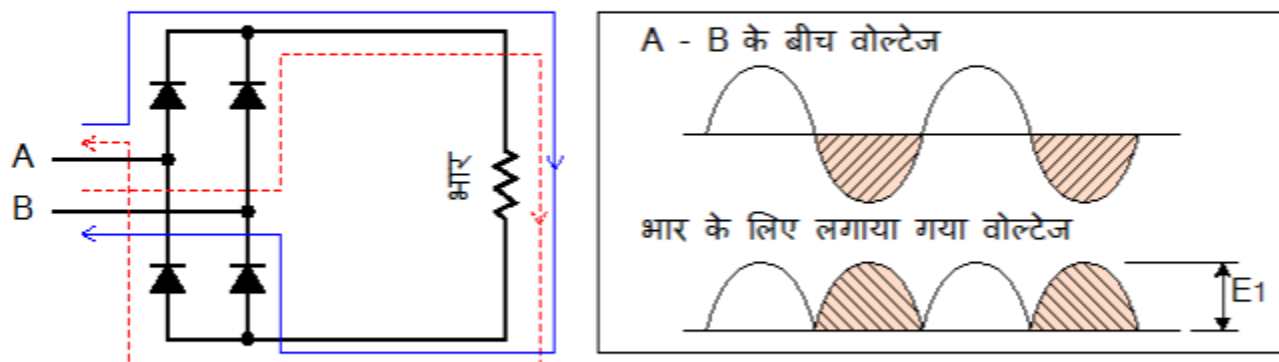 A
B
भार
A - B के बीच वोल्टेज
भार के लिए लगाया गया वोल्टेज
E1